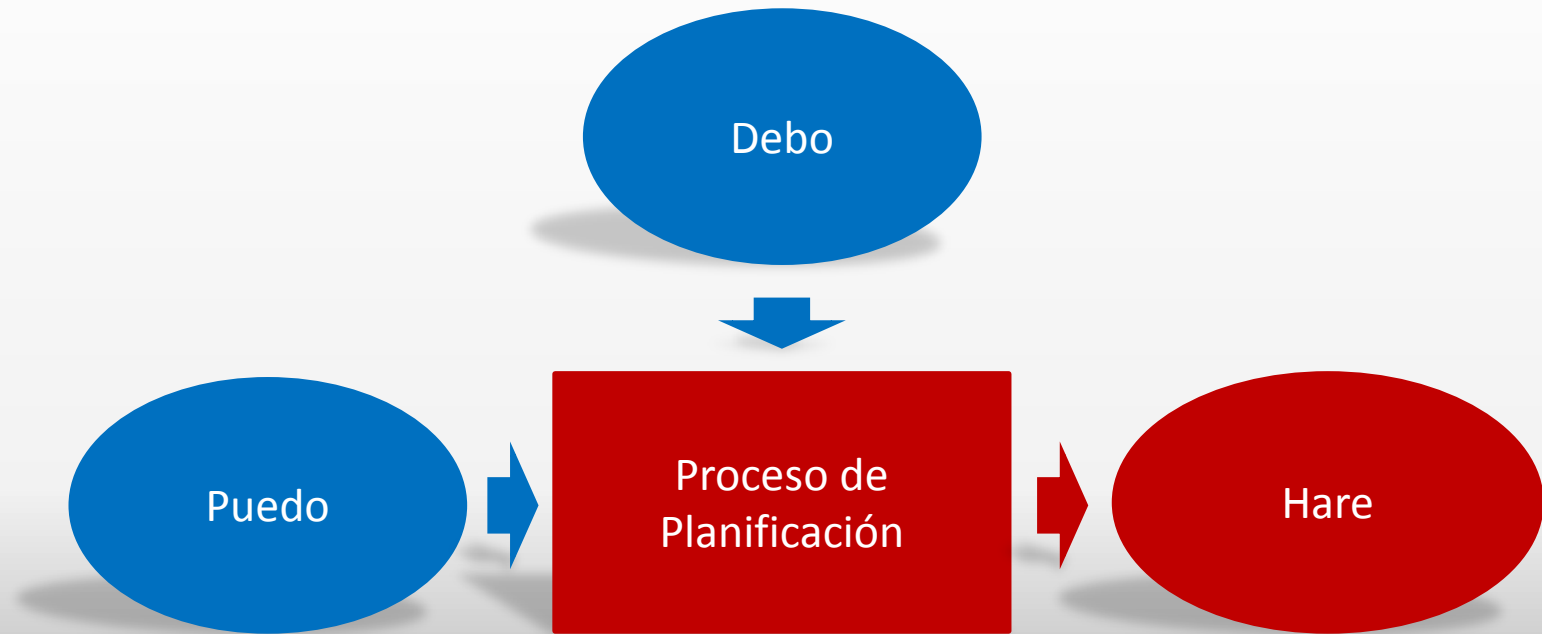 Debo
Puedo
Proceso de
Planificación
Hare